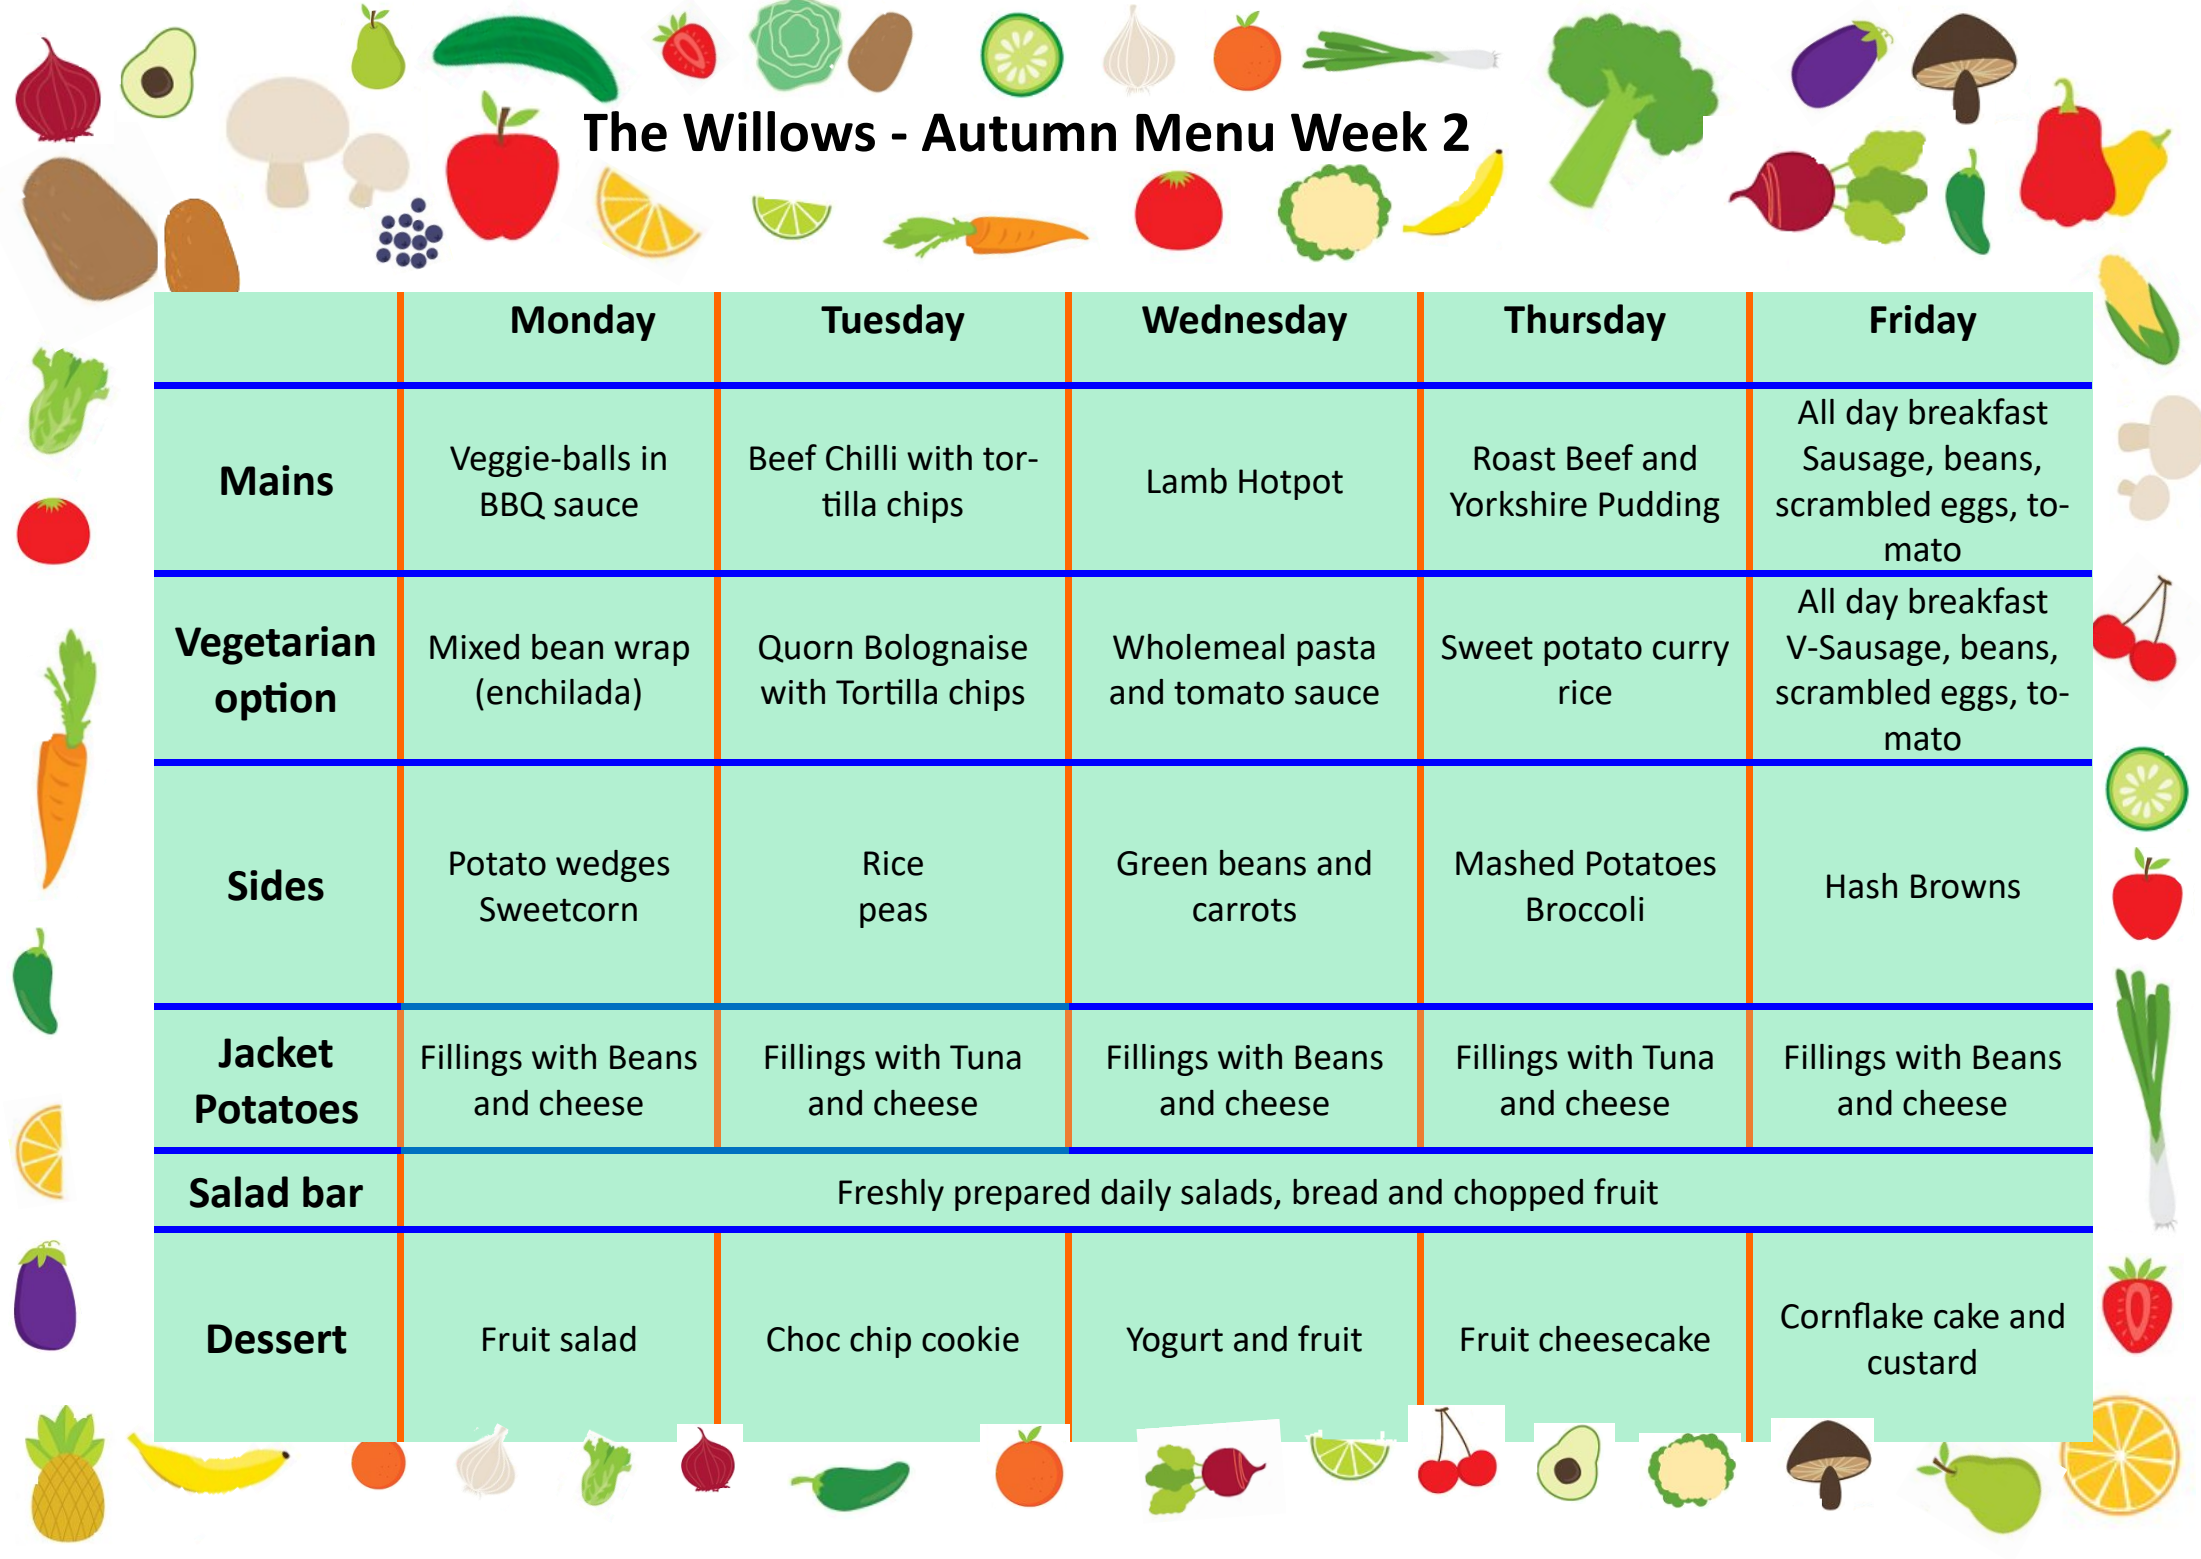 The Willows - Autumn Menu Week 2
Monday
Tuesday
Wednesday
Thursday
Friday
Mains
Veggie-balls in
BBQ sauce
Beef Chilli with tor-
tilla chips
Lamb Hotpot
Roast Beef and
Yorkshire Pudding
All day breakfast
Sausage, beans,
scrambled eggs, to-
mato
Vegetarian
option
Mixed bean wrap
(enchilada)
Quorn Bolognaise
with Tortilla chips
Wholemeal pasta
and tomato sauce
Sweet potato curry
rice
All day breakfast
V-Sausage, beans,
scrambled eggs, to-
mato
Sides
Potato wedges
Sweetcorn
Rice
peas
Green beans and
carrots
Mashed Potatoes
Broccoli
Hash Browns
Jacket
Potatoes
Fillings with Beans
and cheese
Fillings with Tuna
and cheese
Fillings with Beans
and cheese
Fillings with Tuna
and cheese
Fillings with Beans
and cheese
Salad bar
Freshly prepared daily salads, bread and chopped fruit
Dessert
Fruit salad
Choc chip cookie
Yogurt and fruit
Fruit cheesecake
Cornflake cake and
custard